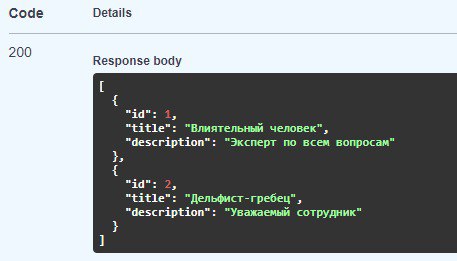 Code Details
200
Response body
[
  {
    "id": 1,
    "title": "Влиятельный человек",
    "description": "Эксперт по всем вопросам"
  },
  {
    "id": 2,
    "title": "Дельфист-гребец",
    "description": "Уважаемый сотрудник"
  }
]